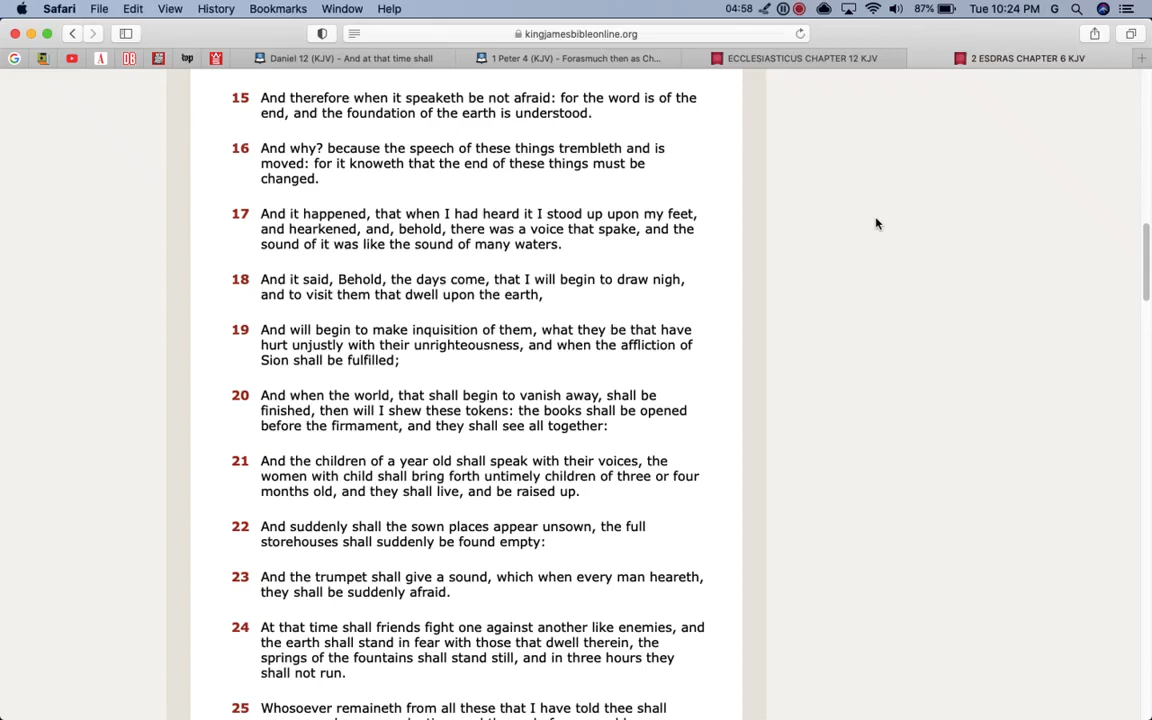 Safari File Edit View History Bookmarks Window Help 04:58 87% Tue 10:24 PM G
kingjamesbibleonline.org
G A DB top Daniel 12 (KJV) - And at that time shall 1 Peter 4 (KJV) - Forasmuch then as Ch... ECCLESIASTICUS CHAPTER 12 KJV 2 ESDRAS CHAPTER 6 KJV
15 And therefore when it speaketh be not afraid: for the word is of the
end, and the foundation of the earth is understood.
16 And why? because the speech of these things trembleth and is
moved: for it knoweth that the end of these things must be
changed.
17 And it happened, that when I had heard it I stood up upon my feet,
and hearkened, and, behold, there was a voice that spake, and the
sound of it was like the sound of many waters.
18 And it said, Behold, the days come, that I will begin to draw nigh,
and to visit them that dwell upon the earth,
19 And will begin to make inquisition of them, what they be that have
hurt unjustly with their unrighteousness, and when the affliction of
Sion shall be fulfilled;
20 And when the world, that shall begin to vanish away, shall be
finished, then will I shew these tokens: the books shall be opened
before the firmament, and they shall see all together:
21 And the children of a year old shall speak with their voices, the
women with child shall bring forth untimely children of three or four
months old, and they shall live, and be raised up.
22 And suddenly shall the sown places appear unsown, the full
storehouses shall suddenly be found empty:
23 And the trumpet shall give a sound, which when every man heareth,
they shall be suddenly afraid.
24 At that time shall friends fight one against another like enemies, and
the earth shall stand in fear with those that dwell therein, the
springs of the fountains shall stand still, and in three hours they
shall not run.
25 Whosoever remaineth from all these that I have told thee shall